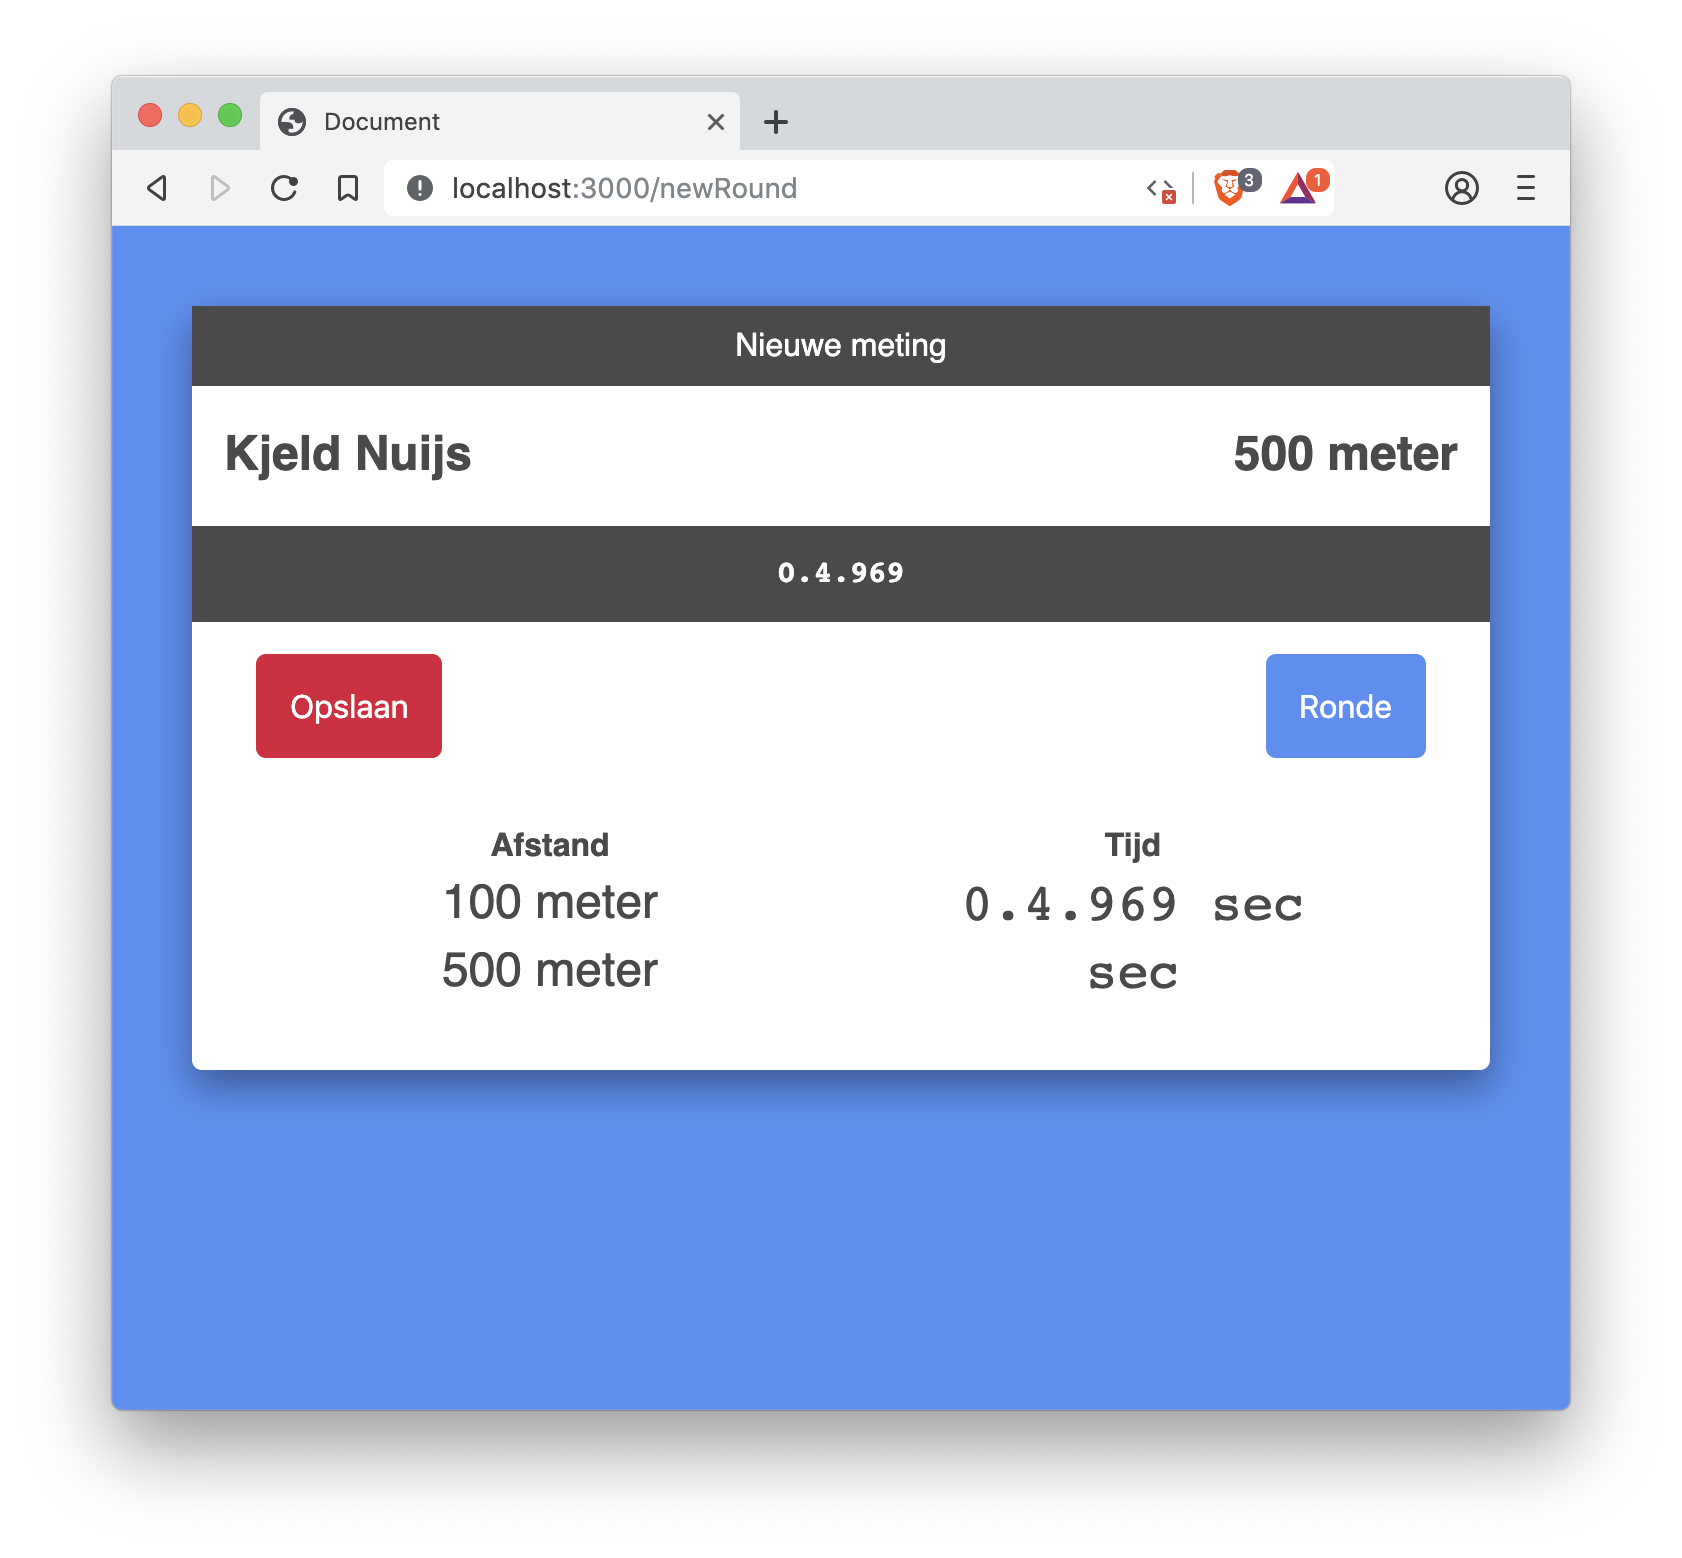 Document
localhost:3000/newRound
3
1
Nieuwe meting
Kjeld Nuijs 500 meter
0.4.969
Opslaan Ronde
Afstand Tijd
100 meter 0.4.969 sec
500 meter sec